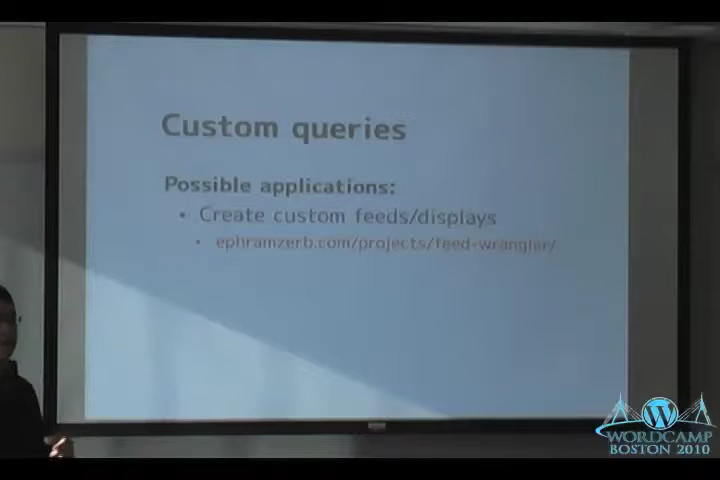 Custom queries
Possible applications:
• Create custom feeds/displays
• ephramzerb.com/projects/feed-wrangler/
WORDCAMP
BOSTON 2010